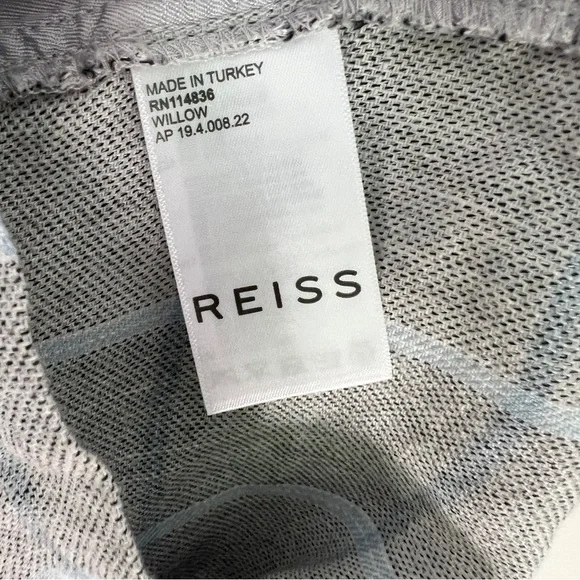 MADE IN TURKEY
RN114836
WILLOW
AP 19.4.008.22
REISS